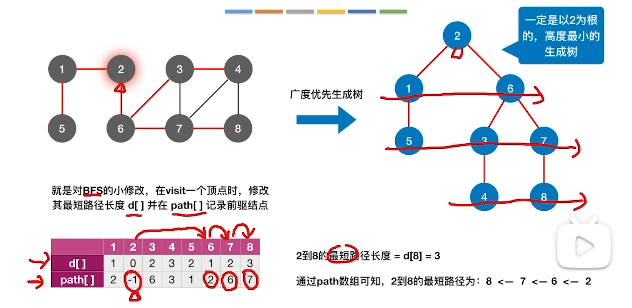 一定是以2为根
的，高度最小的
生成树
2
1
6
5
3
7
4
8
1
2
3
4
5
6
7
8
广度优先生成树
就是对BFS的小修改，在visit一个顶点时，修改
其最短路径长度 d[ ] 并在 path[ ] 记录前驱结点
1 2 3 4 5 6 7 8
d[ ] 1 0 2 3 2 1 2 3
path[ ] 2 -1 6 3 1 2 6 7
2到8的最短路径长度 = d[8] = 3
通过path数组可知，2到8的最短路径为：8 <— 7 <— 6 <— 2